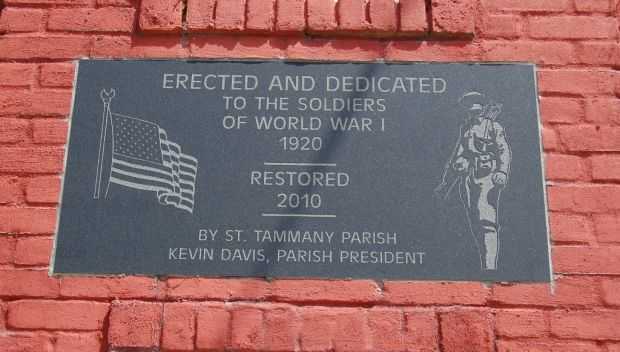 ERECTED AND DEDICATED
TO THE SOLDIERS
OF WORLD WAR I
1920
RESTORED
2010
BY ST. TAMMANY PARISH
KEVIN DAVIS, PARISH PRESIDENT